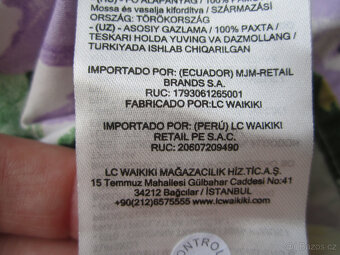 Mossa és vasalja kifordítva / SZÁRMAZÁSI
ORSZÁG: TÖRÖKORSZÁG
-(UZ) - ASOSIY GAZLAMA / 100% PAXTA /
TESKARI HOLDA YUVING VA DAZMOLLANG /
TURKIYADA ISHLAB CHIQARILGAN
IMPORTADO POR: (ECUADOR) MJM-RETAIL
BRANDS S.A.
RUC: 1793061265001
FABRICADO POR:LC WAIKIKI
IMPORTADO POR: (PERÚ) LC WAIKIKI
RETAIL PE S.A.C.
RUC: 20607209490
LC WAIKIKI MAĞAZACILIK HİZ.TİC.AŞ.
15 Temmuz Mahallesi Gülbahar Caddesi No:41
34212 Bağcılar / İSTANBUL
+90(212)6575555 www.lcwaikiki.com
CONTROL